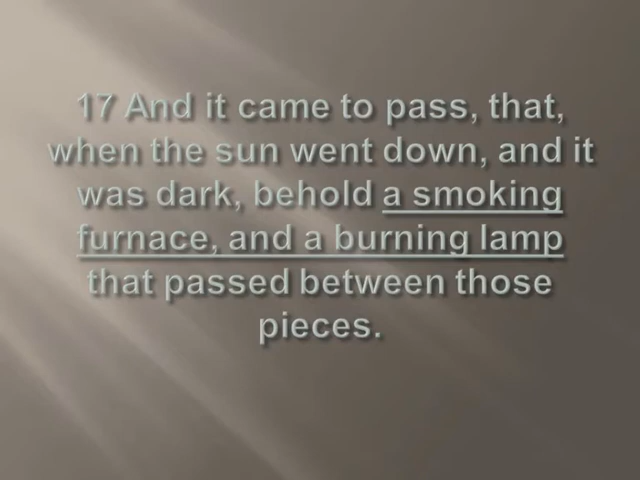 17 And it came to pass, that,
when the sun went down, and it
was dark, behold a smoking
furnace, and a burning lamp
that passed between those
pieces.